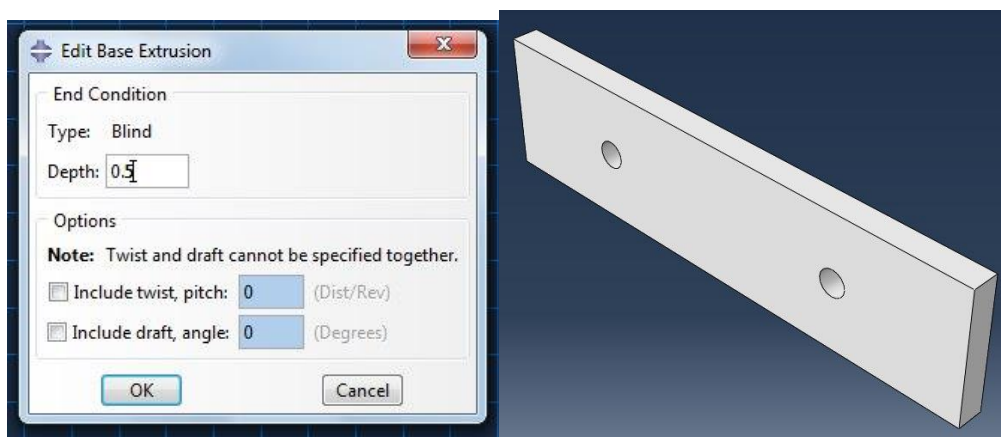 Edit Base Extrusion
End Condition
Type: Blind
Depth: 0.5
Options
Note: Twist and draft cannot be specified together.
Include twist, pitch: 0 (Dist/Rev)
Include draft, angle: 0 (Degrees)
OK Cancel